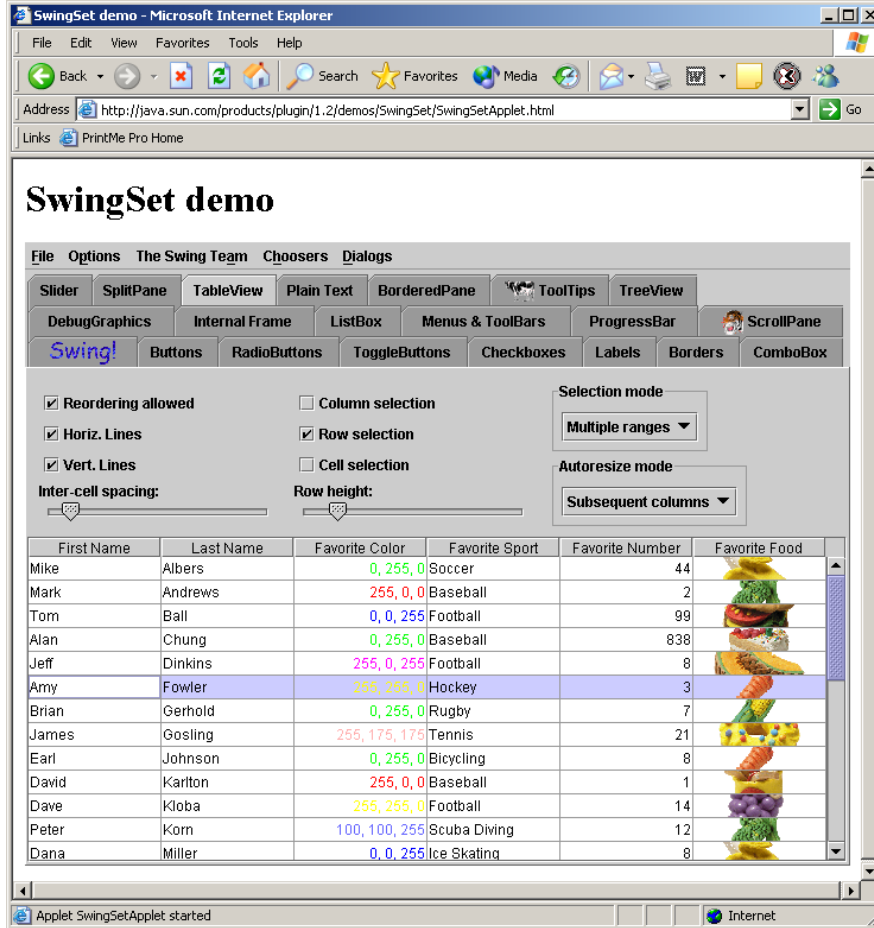 SwingSet demo - Microsoft Internet Explorer
File Edit View Favorites Tools Help
Back Search Favorites Media
Address http://java.sun.com/products/plugin/1.2/demos/SwingSet/SwingSetApplet.html Go
Links PrintMe Pro Home
SwingSet demo
File Options The Swing Team Choosers Dialogs
Slider SplitPane TableView Plain Text BorderedPane ToolTips TreeView
DebugGraphics Internal Frame ListBox Menus & ToolBars ProgressBar ScrollPane
Swing! Buttons RadioButtons ToggleButtons Checkboxes Labels Borders ComboBox
Reordering allowed Column selection Selection mode
Horiz. Lines Row selection Multiple ranges
Vert. Lines Cell selection Autoresize mode
Inter-cell spacing: Row height: Subsequent columns
First Name Last Name Favorite Color Favorite Sport Favorite Number Favorite Food
Mike Albers 0, 255, 0 Soccer 44
Mark Andrews 255, 0, 0 Baseball 2
Tom Ball 0, 0, 255 Football 99
Alan Chung 0, 255, 0 Baseball 838
Jeff Dinkins 255, 0, 255 Football 8
Amy Fowler 255, 255, 0 Hockey 3
Brian Gerhold 0, 255, 0 Rugby 7
James Gosling 255, 175, 175 Tennis 21
Earl Johnson 0, 255, 0 Bicycling 8
David Karlton 255, 0, 0 Baseball 1
Dave Kloba 255, 255, 0 Football 14
Peter Korn 100, 100, 255 Scuba Diving 12
Dana Miller 0, 0, 255 Ice Skating 8
Applet SwingSetApplet started Internet